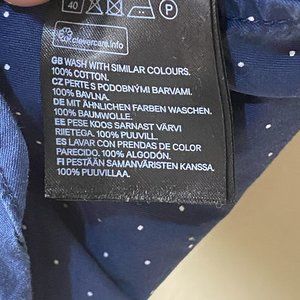 40 P
clevercare.info
GB WASH WITH SIMILAR COLOURS.
100% COTTON.
CZ PERTE S PODOBNÝMI BARVAMI.
100% BAVLNA.
DE MIT ÄHNLICHEN FARBEN WASCHEN.
100% BAUMWOLLE.
EE PESE KOOS SARNAST VÄRVI
RIIETEGA. 100% PUUVILL.
ES LAVAR CON PRENDAS DE COLOR
PARECIDO. 100% ALGODÓN.
FI PESTÄÄN SAMANVÄRISTEN KANSSA.
100% PUUVILLAA.